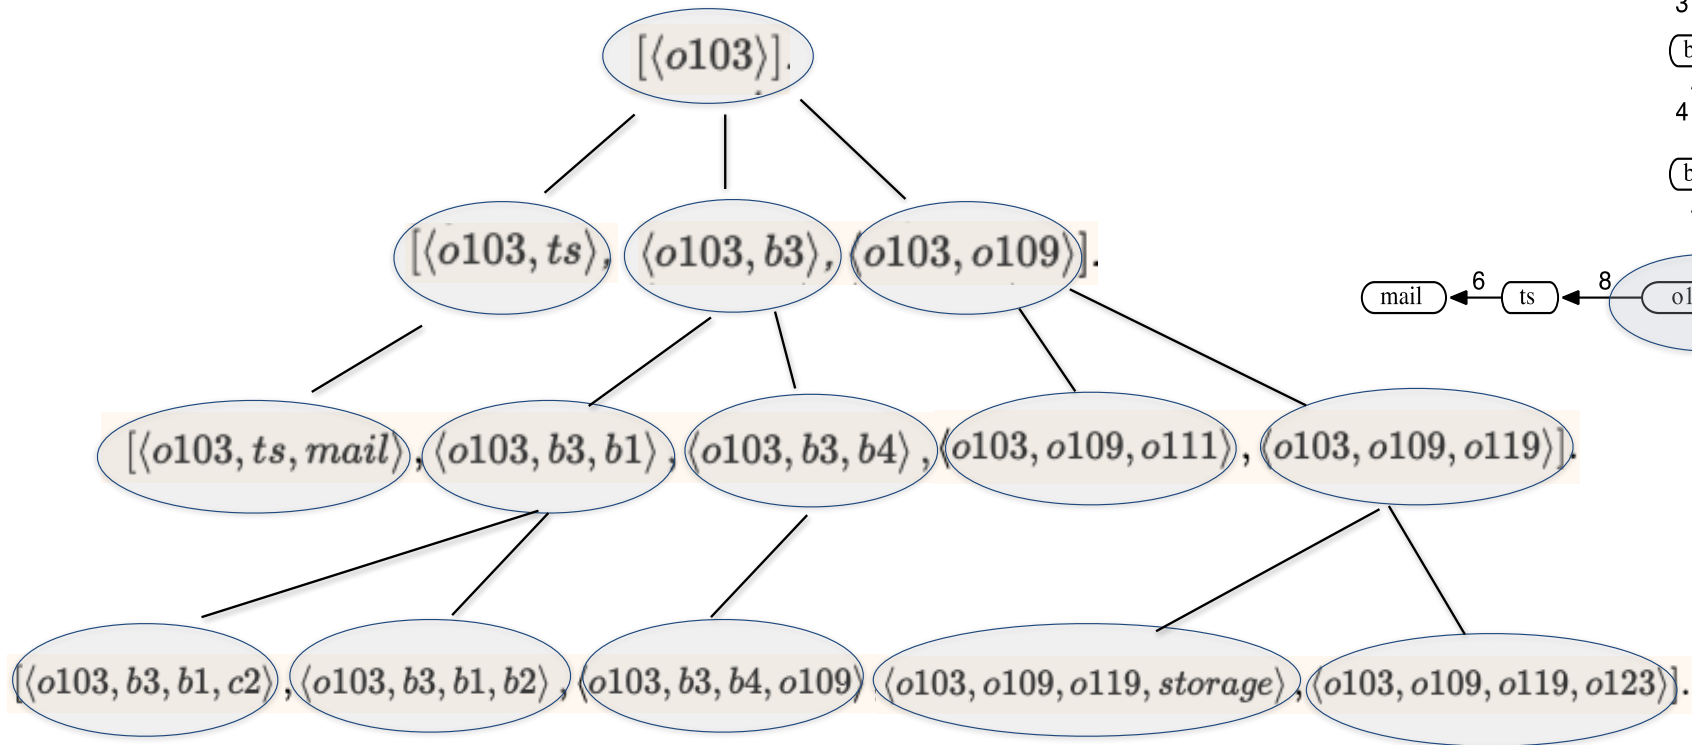 3
b
[⟨o103⟩].
4
b
[⟨o103, ts⟩, ⟨o103, b3⟩, ⟨o103, o109⟩].
6 8
mail ts o1
[⟨o103, ts, mail⟩, ⟨o103, b3, b1⟩, ⟨o103, b3, b4⟩, ⟨o103, o109, o111⟩, ⟨o103, o109, o119⟩].
[⟨o103, b3, b1, c2⟩, ⟨o103, b3, b1, b2⟩, ⟨o103, b3, b4, o109⟩ ⟨o103, o109, o119, storage⟩, ⟨o103, o109, o119, o123⟩].